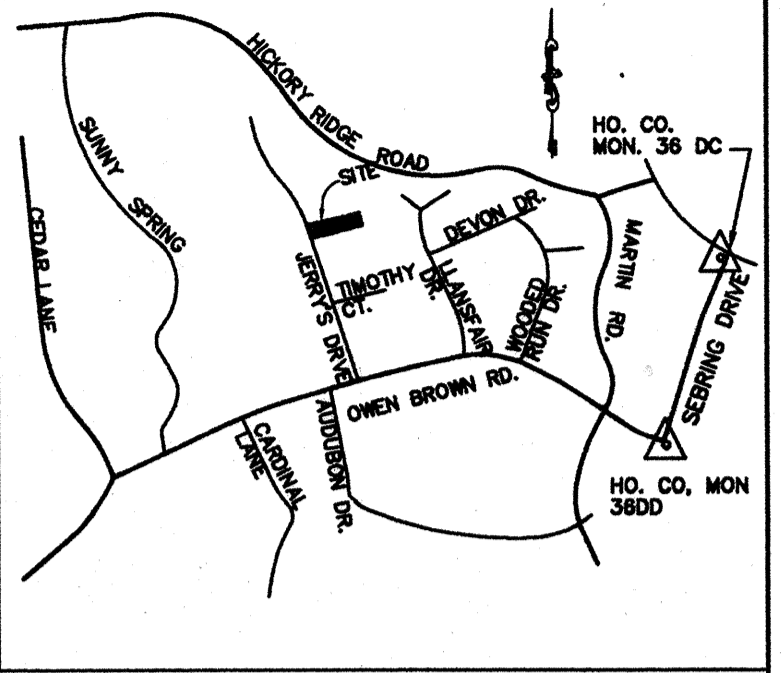 HICKORY RIDGE ROAD
HO. CO.
MON. 36 DC
SUNNY SPRING
SITE
CEDAR LANE
DEVON DR.
MARTIN RD.
JERRY'S DRIVE
TIMOTHY
CT.
LLANSFAIR
DR.
WOODED
RUN DR.
SEBRING DRIVE
OWEN BROWN RD.
AUDUBON DR.
CARDINAL
LANE
HO. CO, MON
36DD